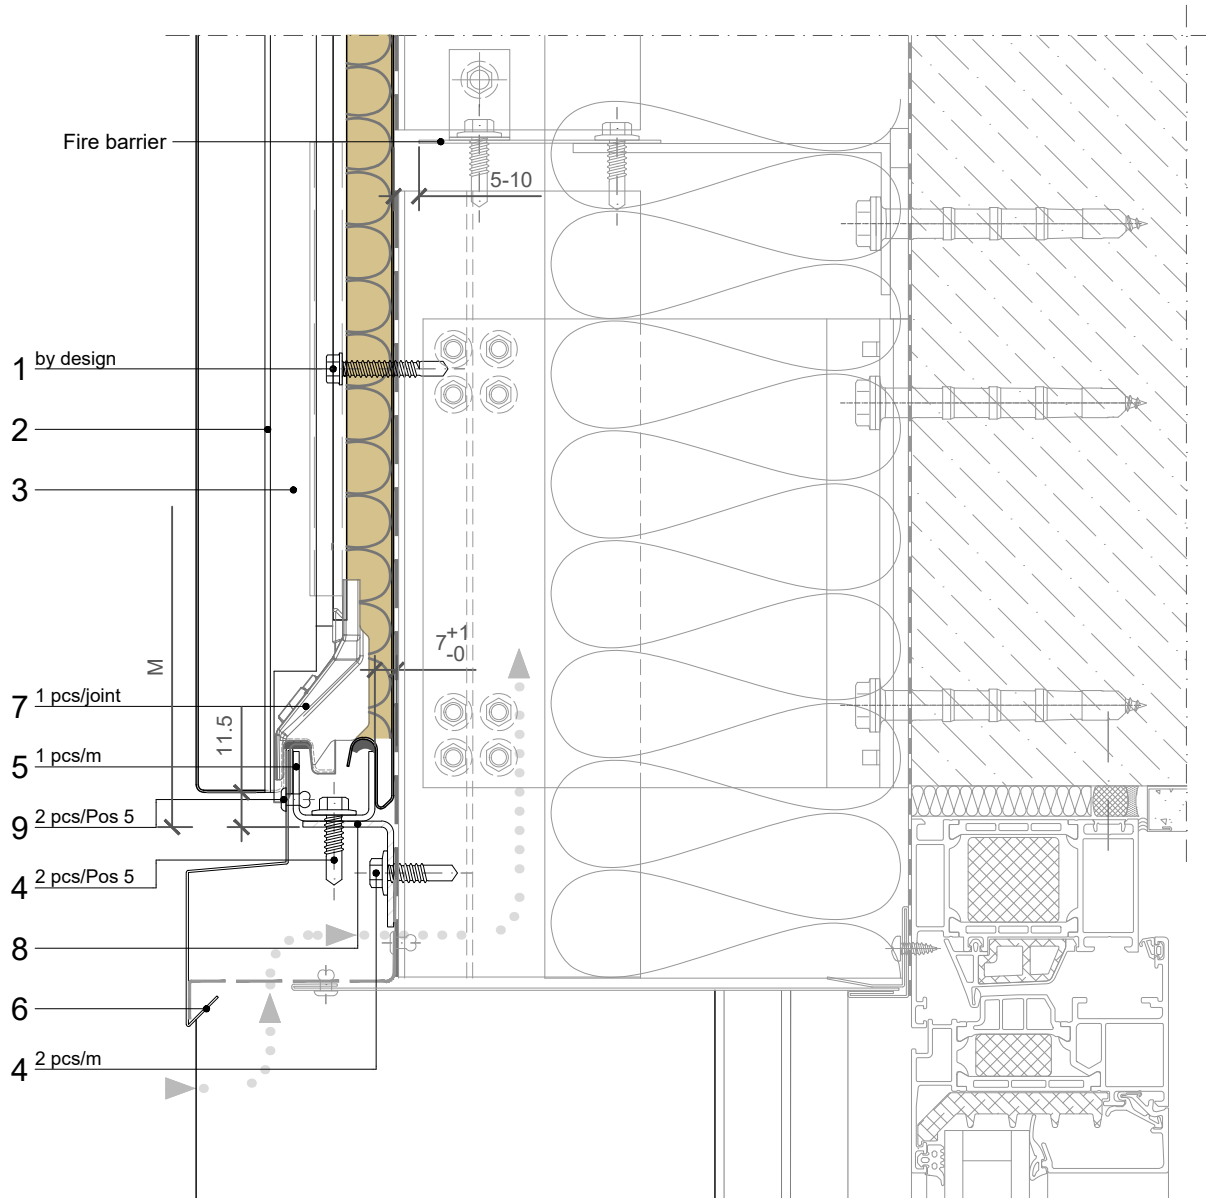 Fire barrier
5-10
1 by design
2
3
7+1-0
M
7 1 pcs/joint
11.5
5 1 pcs/m
9 2 pcs/Pos 5
4 2 pcs/Pos 5
8
6
4 2 pcs/m